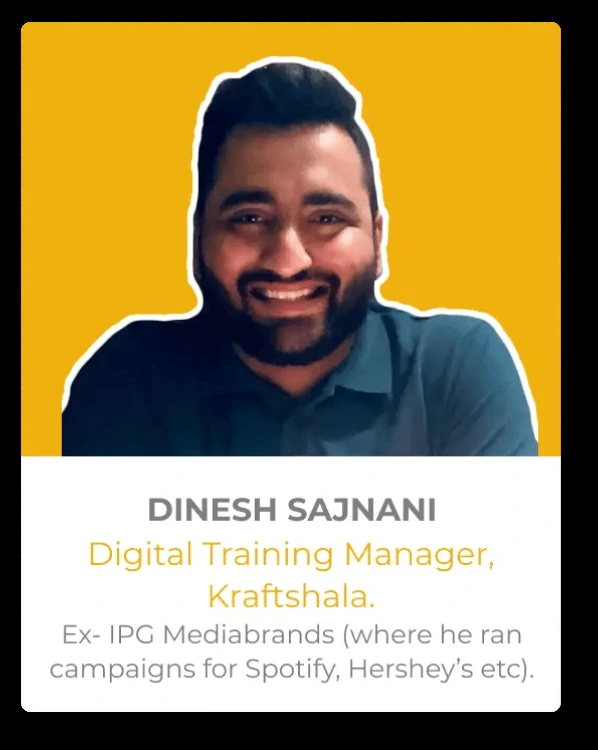 DINESH SAJNANI
Digital Training Manager,
Kraftshala.
Ex- IPG Mediabrands (where he ran
campaigns for Spotify, Hershey's etc).